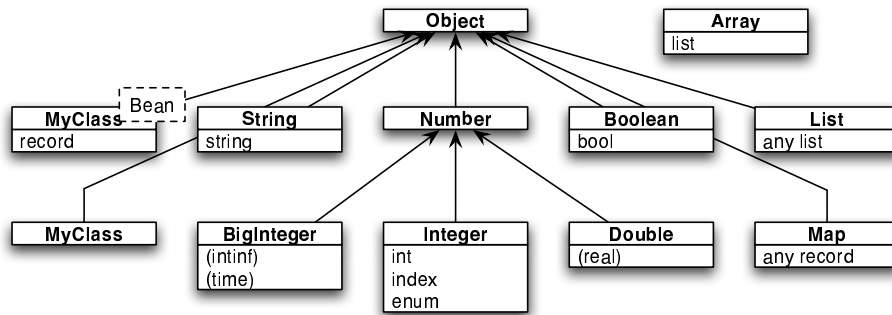 Object
Array
list
Bean
MyClass
record
String
string
Number
Boolean
bool
List
any list
MyClass
BigInteger
(intinf)
(time)
Integer
int
index
enum
Double
(real)
Map
any record